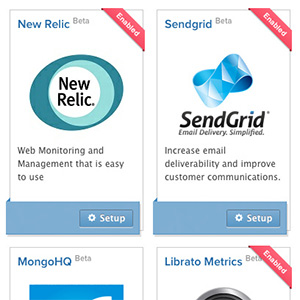 New Relic Beta
Enabled
New
Relic.
Web Monitoring and
Management that is easy
to use
Setup
Sendgrid Beta
Enabled
SendGrid®
Email Delivery. Simplified.
Increase email
deliverability and improve
customer communications.
Setup
MongoHQ Beta
Librato Metrics Beta
Enabled